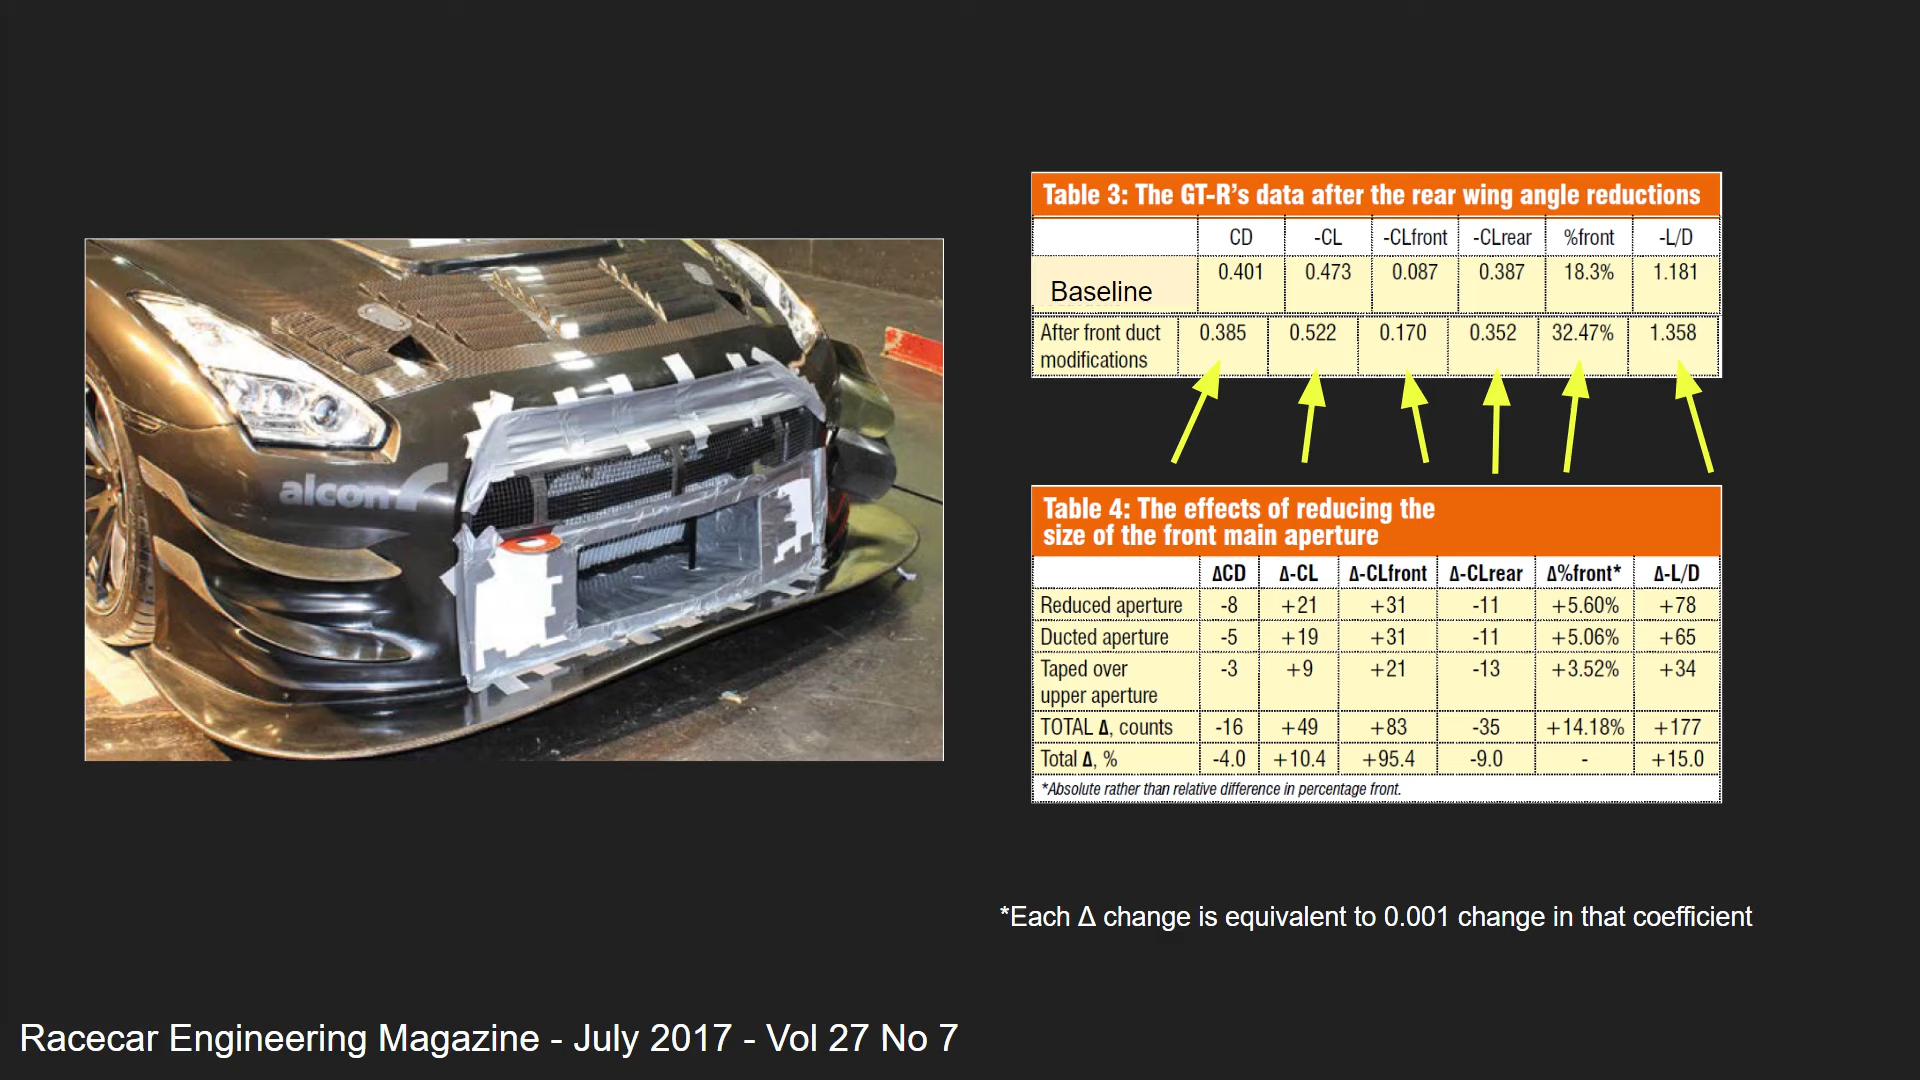 alcon
Table 3: The GT-R’s data after the rear wing angle reductions
CD -CL -CLfront -CLrear %front -L/D
Baseline 0.401 0.473 0.087 0.387 18.3% 1.181
After front duct
modifications 0.385 0.522 0.170 0.352 32.47% 1.358
Table 4: The effects of reducing the
size of the front main aperture
ΔCD Δ-CL Δ-CLfront Δ-CLrear Δ%front* Δ-L/D
Reduced aperture -8 +21 +31 -11 +5.60% +78
Ducted aperture -5 +19 +31 -11 +5.06% +65
Taped over
upper aperture -3 +9 +21 -13 +3.52% +34
TOTAL Δ, counts -16 +49 +83 -35 +14.18% +177
Total Δ, % -4.0 +10.4 +95.4 -9.0 - +15.0
*Absolute rather than relative difference in percentage front.
*Each Δ change is equivalent to 0.001 change in that coefficient
Racecar Engineering Magazine - July 2017 - Vol 27 No 7